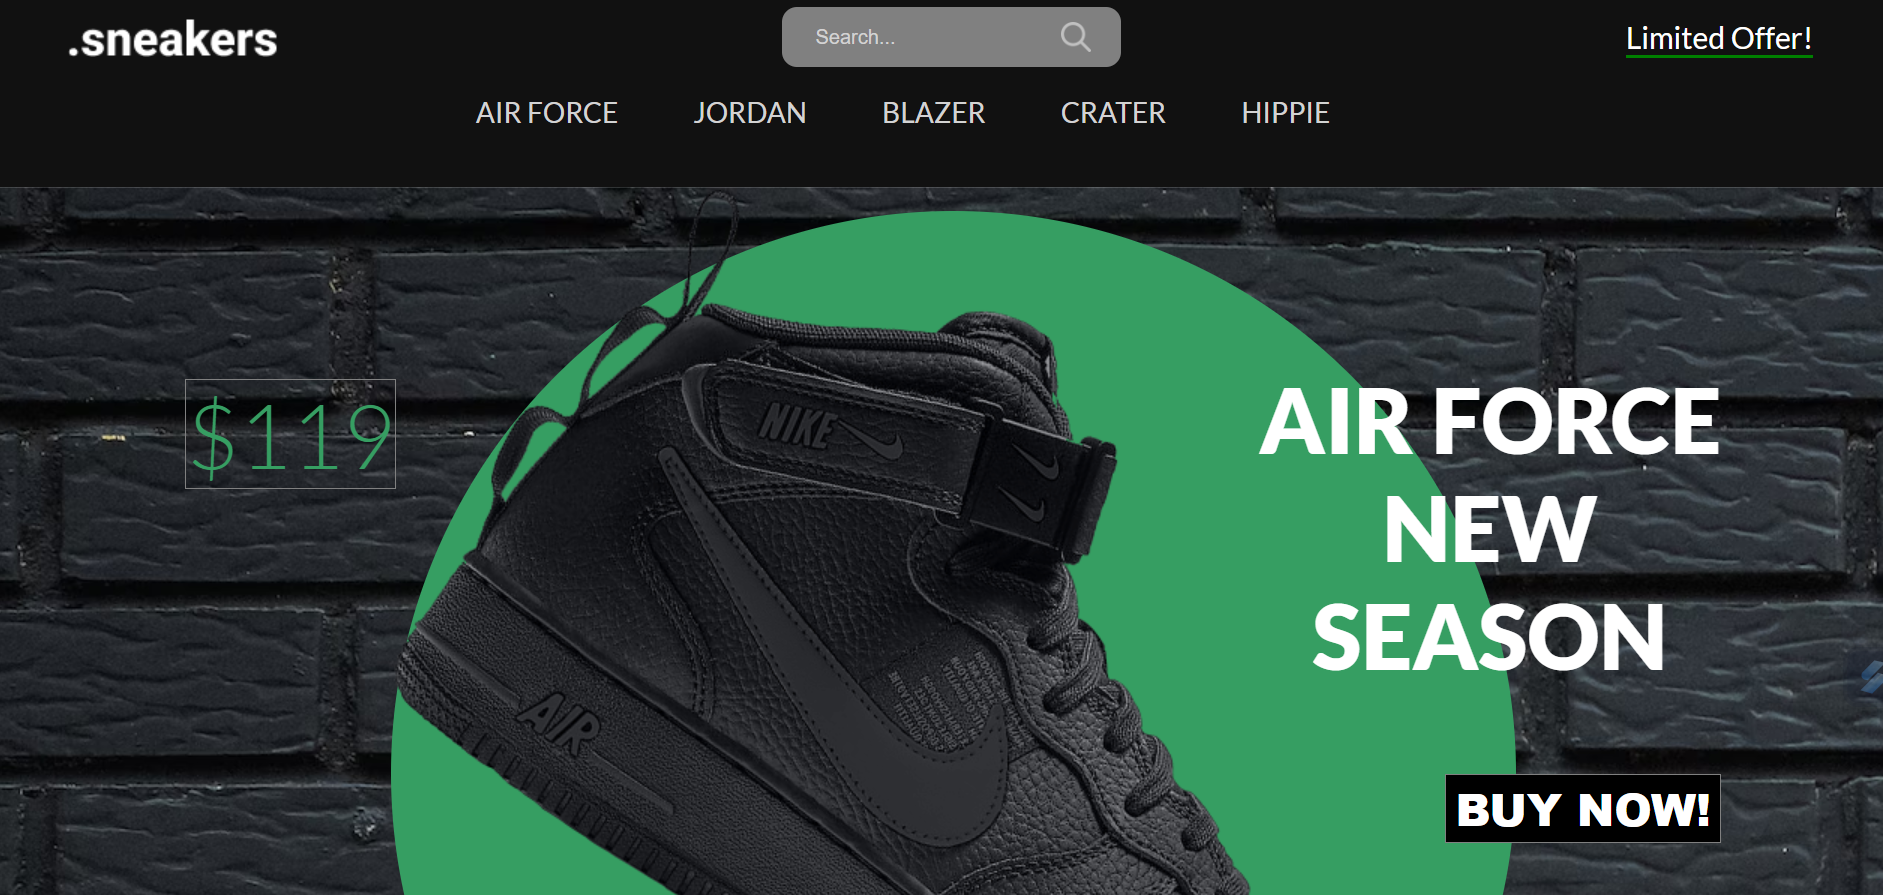 .sneakers
Search...
Limited Offer!
AIR FORCE
JORDAN
BLAZER
CRATER
HIPPIE
$119
NIKE
AIR FORCE
NEW
SEASON
AIR
BUY NOW!